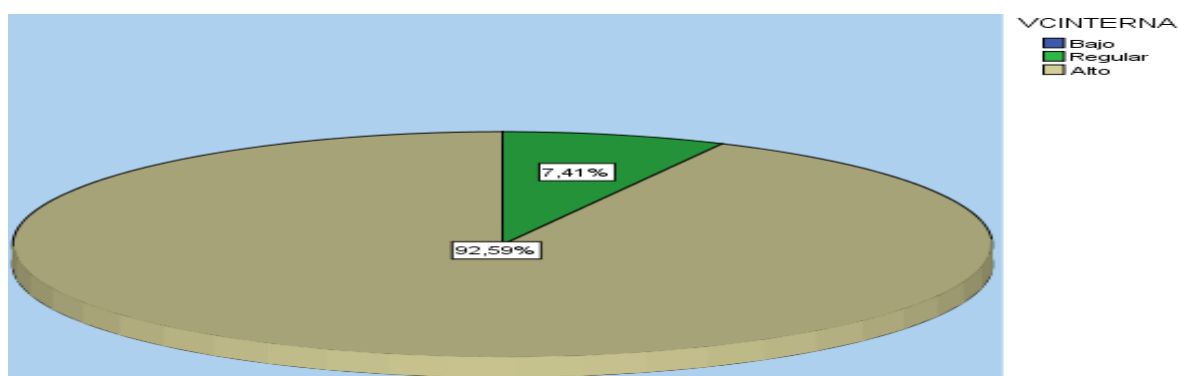 VCINTERNA
Bajo
Regular
Alto
7,41%
92,59%